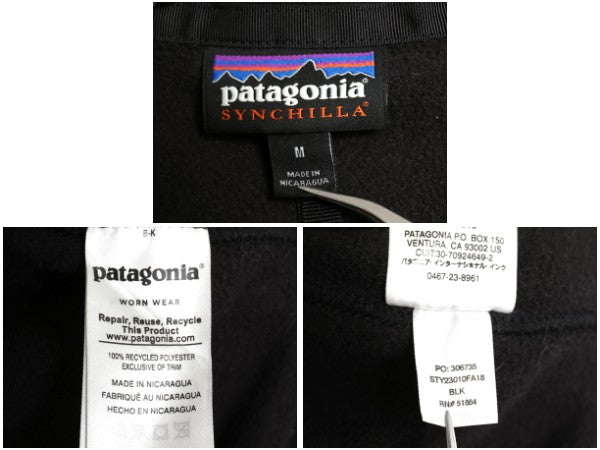 patagonia®
SYNCHILLA®
M
MADE IN
NICARAGUA
8-K
patagonia®
WORN WEAR
Repair, Reuse, Recycle
This Product
www.patagonia.com
100% RECYCLED POLYESTER
EXCLUSIVE OF TRIM
MADE IN NICARAGUA
FABRIQUÉ AU NICARAGUA
HECHO EN NICARAGUA
PATAGONIA P.O. BOX 150
VENTURA, CA 93002 US
CUIT:30-70924649-2
パタゴニア・インターナショナル・インク
0467-23-8961
PO: 306735
STY23010FA18
BLK
RN# 51884